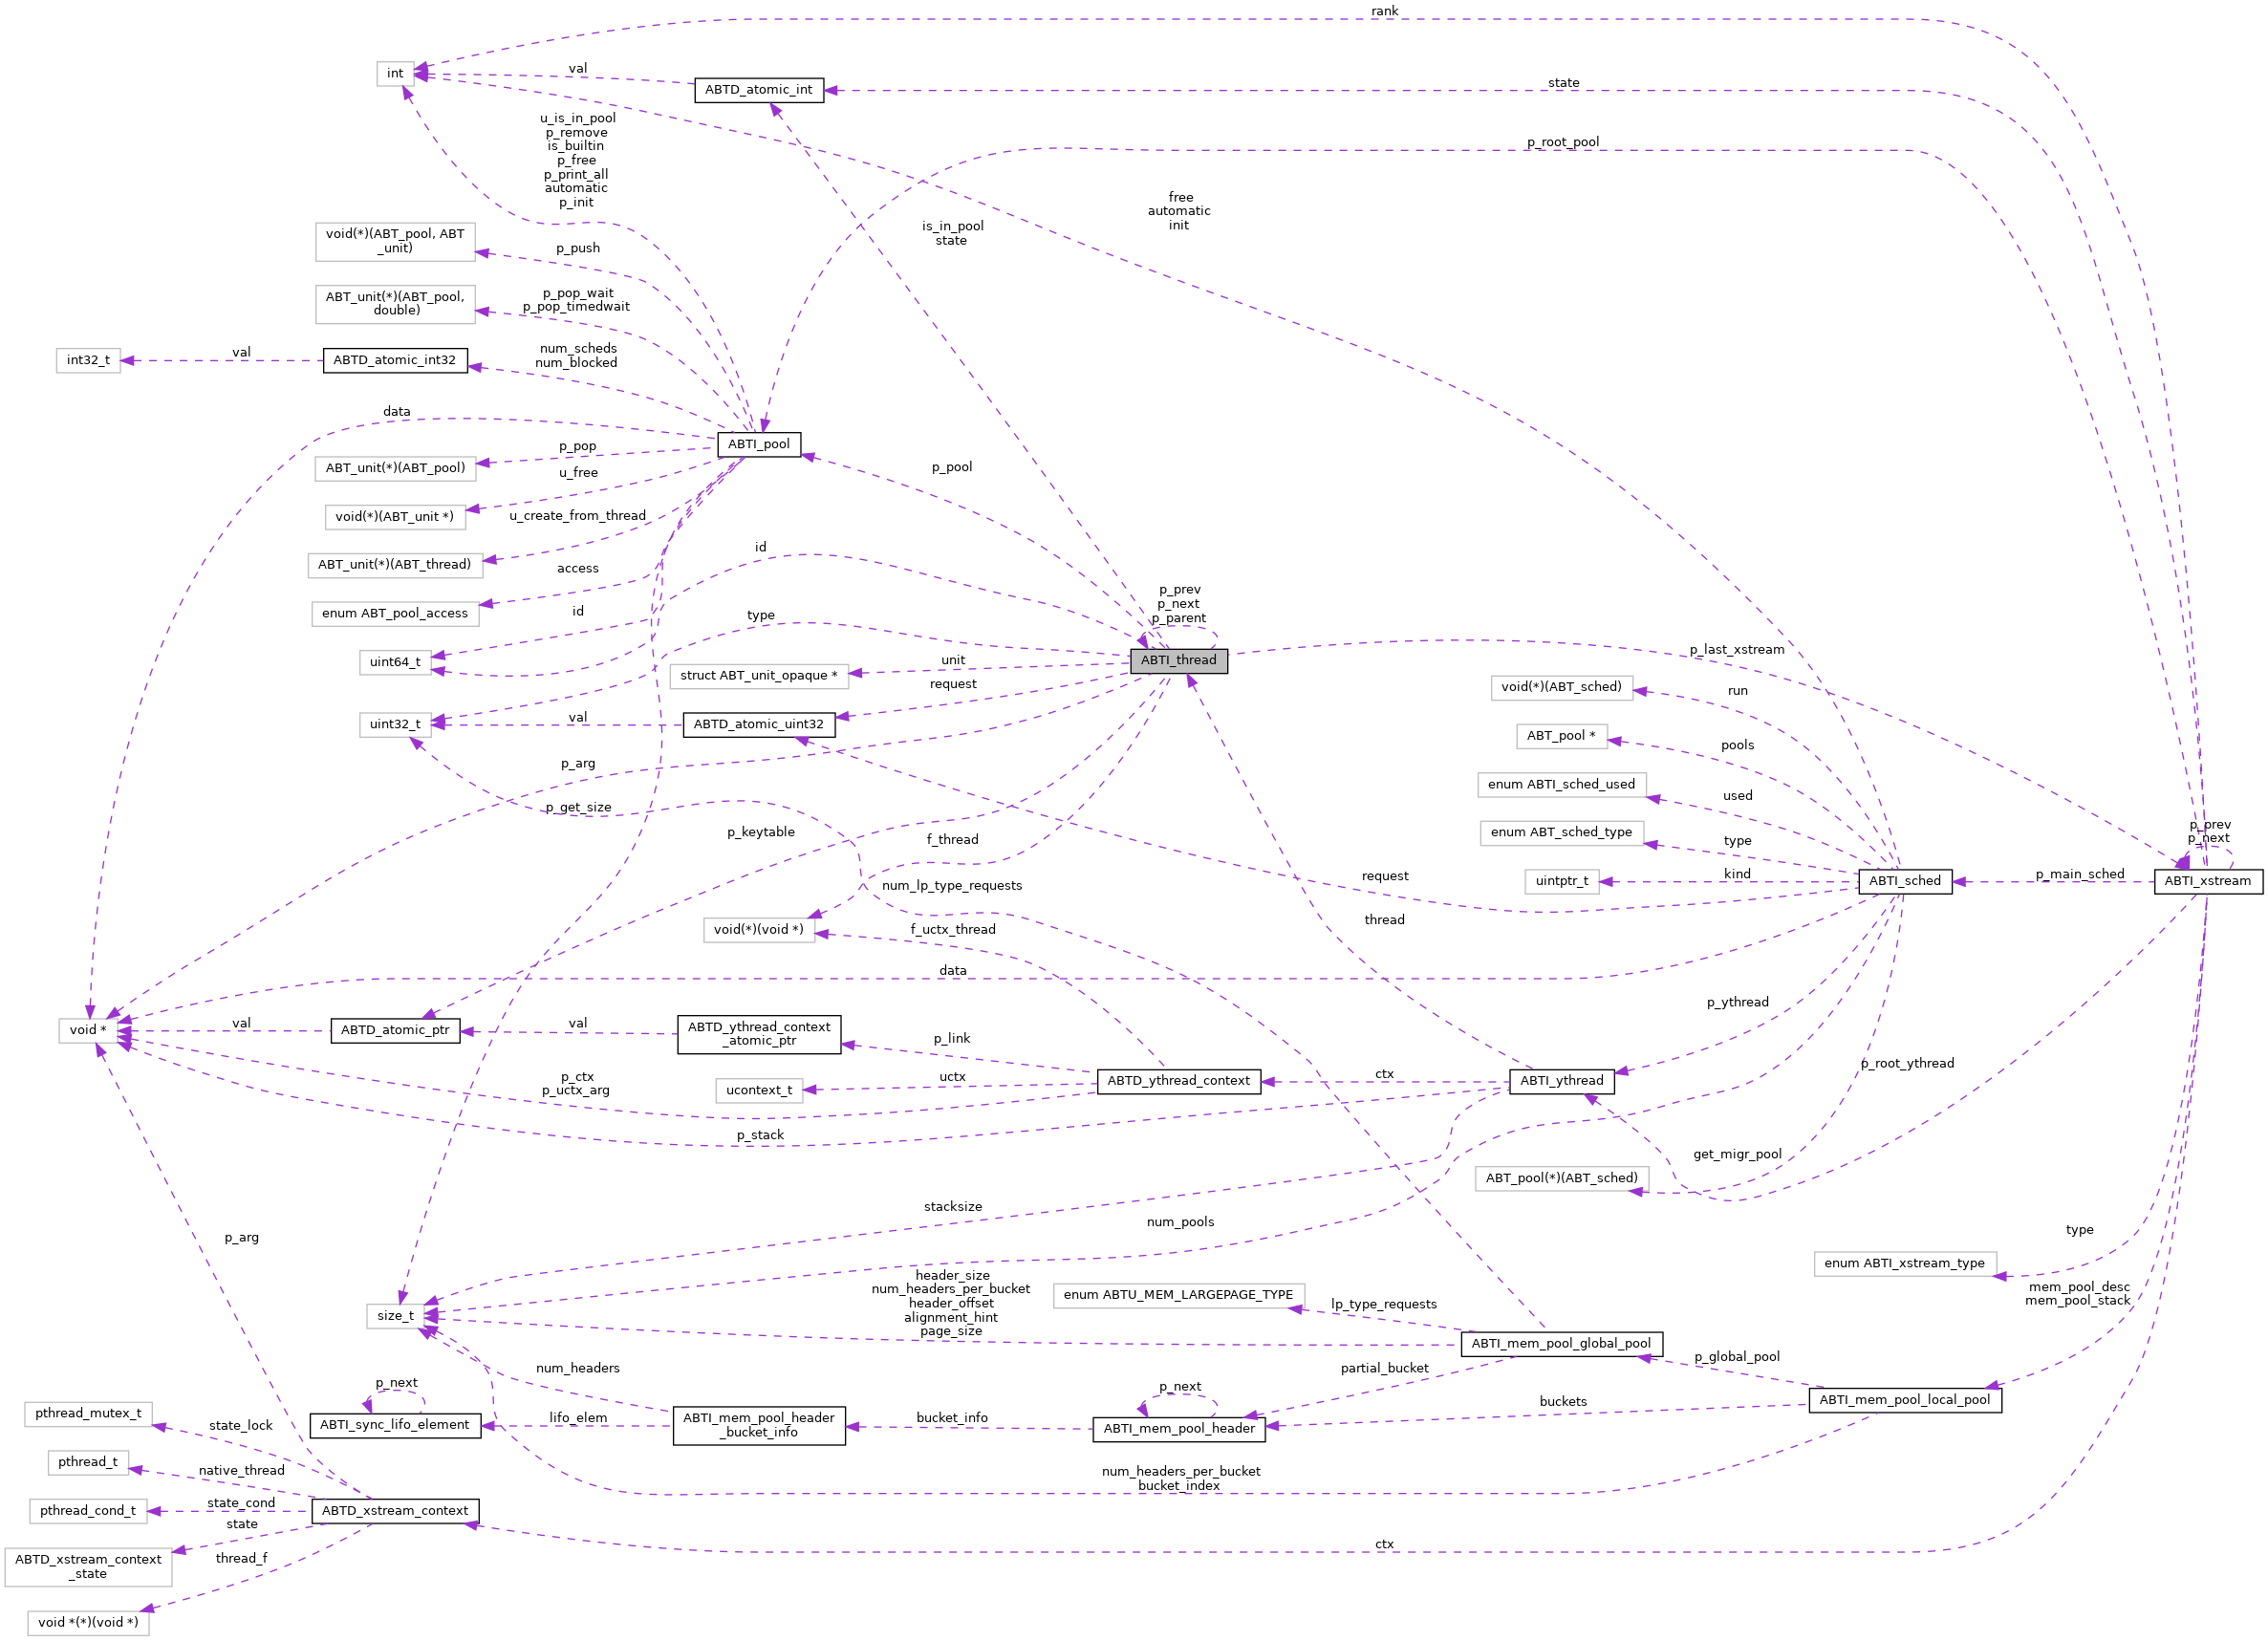 rank
int
val
ABTD_atomic_int
state
u_is_in_pool
p_remove
is_builtin
p_free
p_print_all
automatic
p_init
p_root_pool
free
automatic
init
is_in_pool
state
void(*)(ABT_pool, ABT
_unit)
p_push
ABT_unit(*)(ABT_pool,
double)
p_pop_wait
p_pop_timedwait
int32_t
val
ABTD_atomic_int32
num_scheds
num_blocked
data
ABTI_pool
ABT_unit(*)(ABT_pool)
p_pop
p_pool
u_free
void(*)(ABT_unit *)
u_create_from_thread
ABT_unit(*)(ABT_thread)
id
access
enum ABT_pool_access
id
type
p_prev
p_next
p_parent
uint64_t
struct ABT_unit_opaque *
unit
ABTI_thread
p_last_xstream
request
void(*)(ABT_sched)
run
uint32_t
val
ABTD_atomic_uint32
ABT_pool *
pools
p_arg
enum ABTI_sched_used
used
p_get_size
p_keytable
f_thread
enum ABT_sched_type
type
p_prev
p_next
num_lp_type_requests
request
uintptr_t
kind
ABTI_sched
p_main_sched
ABTI_xstream
thread
void(*)(void *)
f_uctx_thread
data
p_ythread
void *
val
ABTD_atomic_ptr
val
ABTD_ythread_context
_atomic_ptr
p_link
p_root_ythread
p_ctx
p_uctx_arg
ucontext_t
uctx
ABTD_ythread_context
ctx
ABTI_ythread
p_stack
get_migr_pool
ABT_pool(*)(ABT_sched)
stacksize
num_pools
p_arg
type
enum ABTI_xstream_type
header_size
num_headers_per_bucket
header_offset
alignment_hint
page_size
enum ABTU_MEM_LARGEPAGE_TYPE
lp_type_requests
mem_pool_desc
mem_pool_stack
size_t
ABTI_mem_pool_global_pool
p_global_pool
num_headers
partial_bucket
p_next
p_next
ABTI_mem_pool_local_pool
buckets
pthread_mutex_t
state_lock
ABTI_sync_lifo_element
lifo_elem
ABTI_mem_pool_header
_bucket_info
bucket_info
ABTI_mem_pool_header
pthread_t
native_thread
num_headers_per_bucket
bucket_index
pthread_cond_t
state_cond
ABTD_xstream_context
state
ctx
ABTD_xstream_context
_state
thread_f
void *(*)(void *)